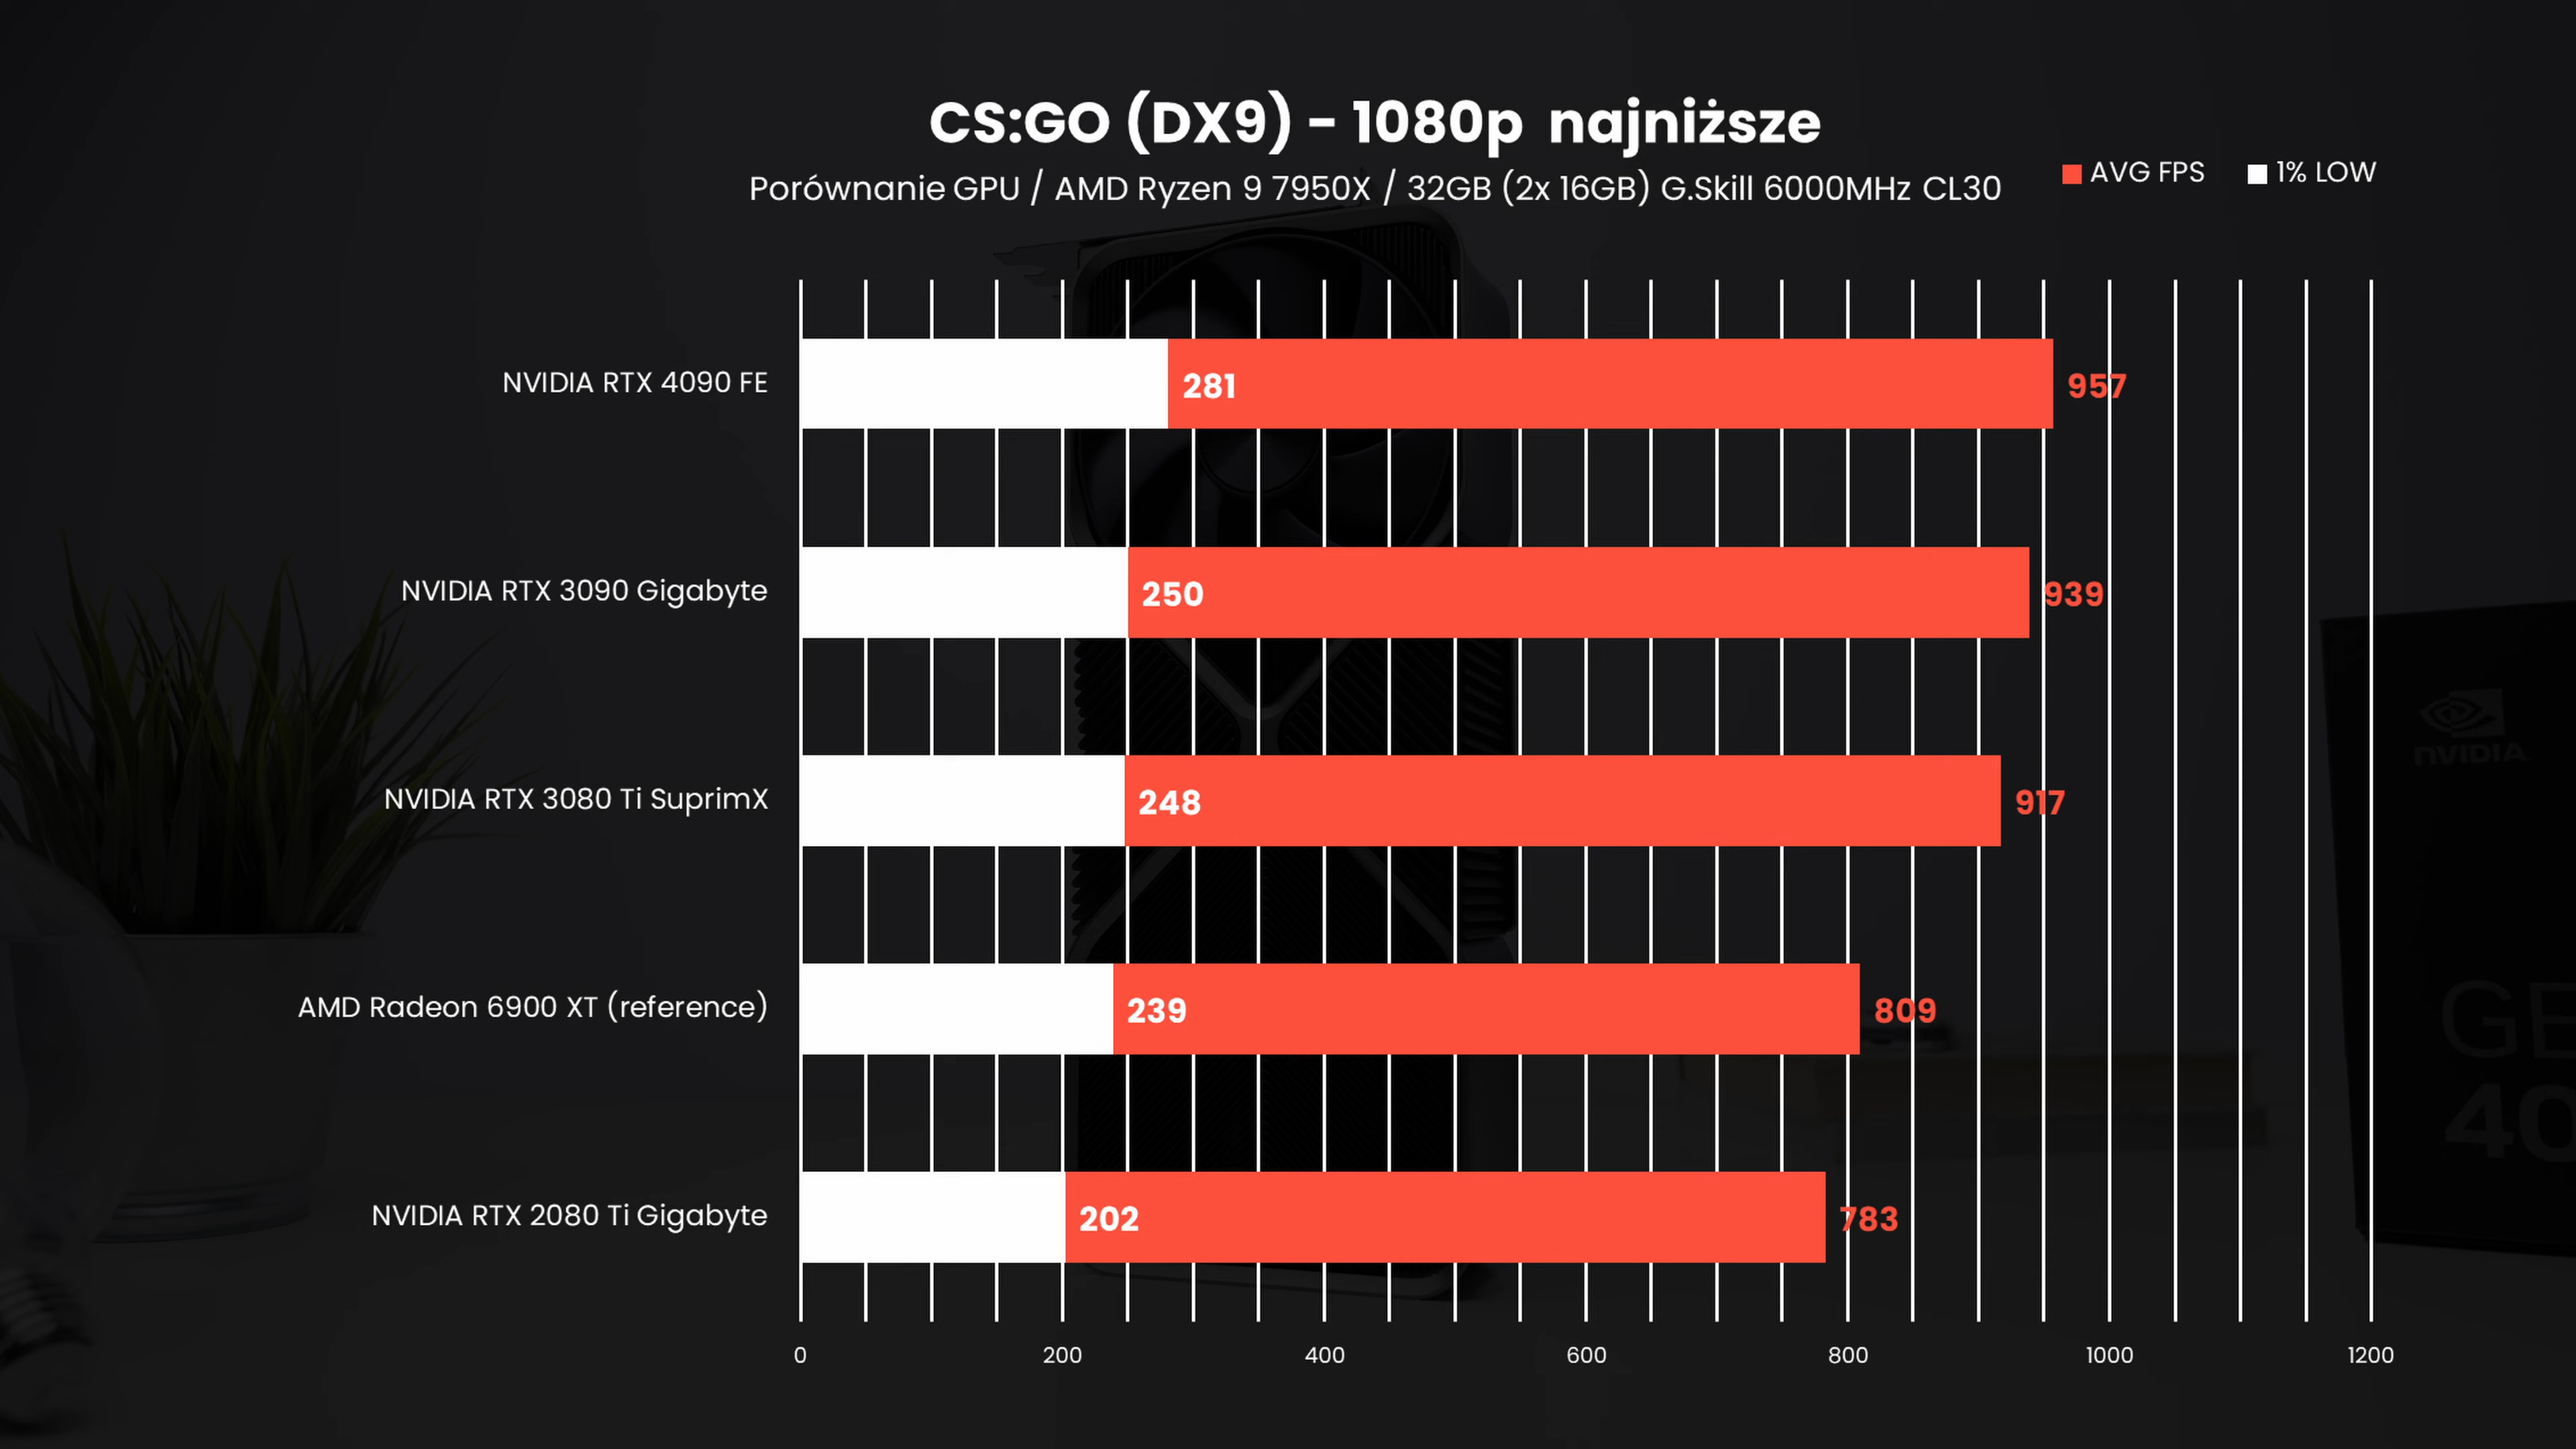 CS:GO (DX9) - 1080p najniższe
Porównanie GPU / AMD Ryzen 9 7950X / 32GB (2x 16GB) G.Skill 6000MHz CL30
AVG FPS
1% LOW
NVIDIA RTX 4090 FE
281
957
NVIDIA RTX 3090 Gigabyte
250
939
NVIDIA RTX 3080 Ti SuprimX
248
917
AMD Radeon 6900 XT (reference)
239
809
NVIDIA RTX 2080 Ti Gigabyte
202
783
0 200 400 600 800 1000 1200
NVIDIA
GE
40